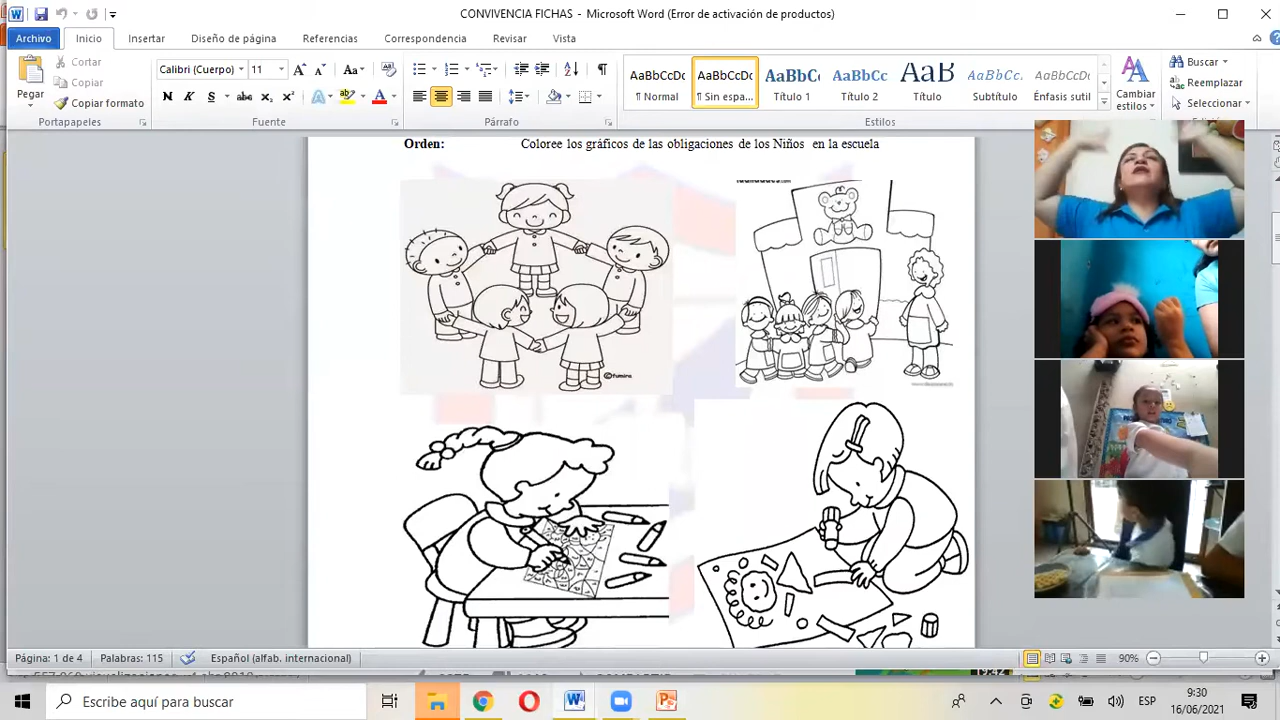 CONVIVENCIA FICHAS - Microsoft Word (Error de activación de productos)
Archivo Inicio Insertar Diseño de página Referencias Correspondencia Revisar Vista
Pegar
Cortar
Copiar
Copiar formato
Portapapeles
Calibri (Cuerpo) 11
N K S abc x₂ x²
Fuente
Párrafo
AaBbCcDc AaBbCcDc AaBbCc AaBbCc AaB AaBbCc. AaBbCcDc
¶ Normal ¶ Sin espa... Título 1 Título 2 Título Subtítulo Énfasis sutil
Estilos
Cambiar
estilos
Buscar
Reemplazar
Seleccionar
Orden: Coloree los gráficos de las obligaciones de los Niños en la escuela
Página: 1 de 4 Palabras: 115 Español (alfab. internacional) 90%
Escribe aquí para buscar
ESP
9:30
16/06/2021